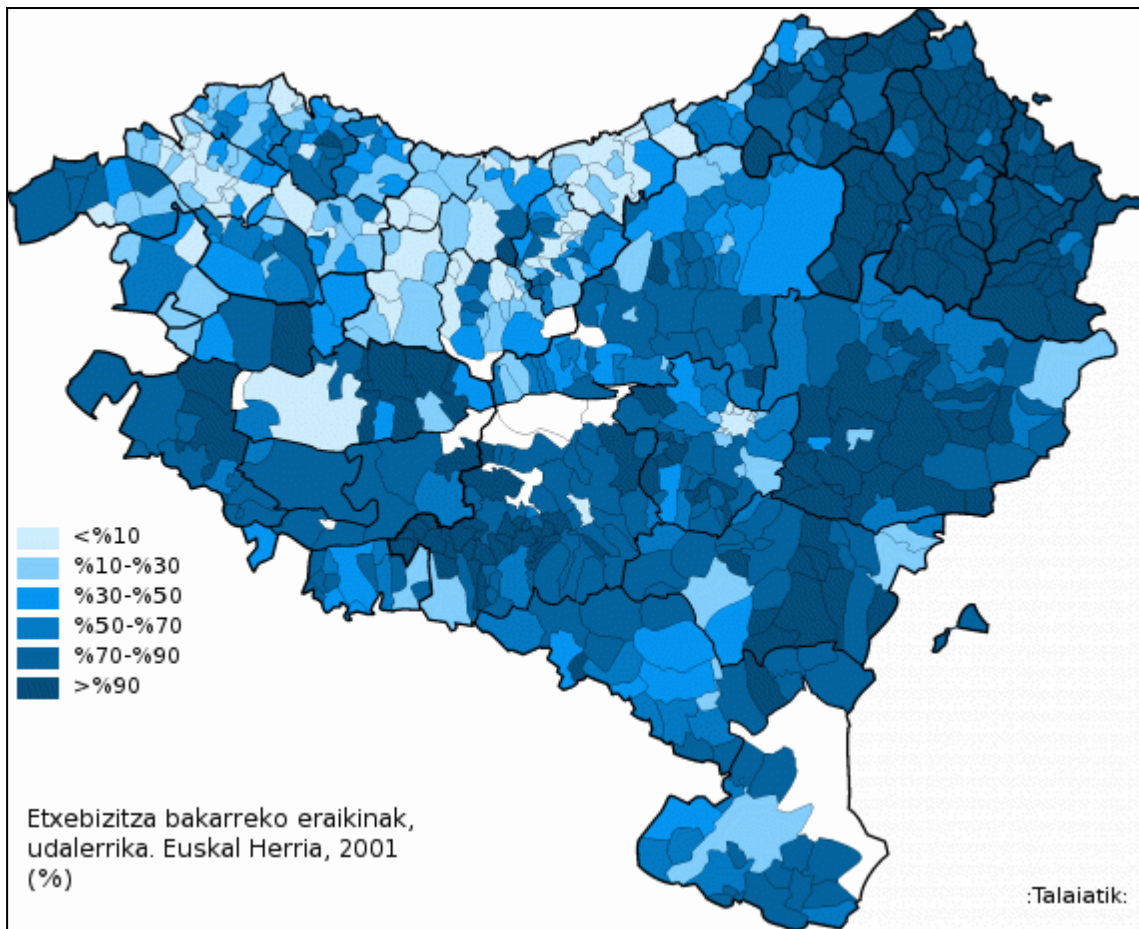 <%10
%10-%30
%30-%50
%50-%70
%70-%90
>%90
Etxebizitza bakarreko eraikinak,
udalerrika. Euskal Herria, 2001
(%)
:Talaiatik: